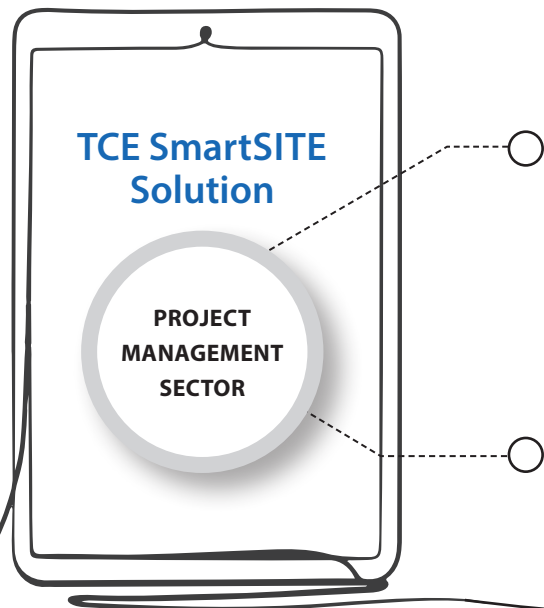 TCE SmartSITE
Solution
PROJECT
MANAGEMENT
SECTOR